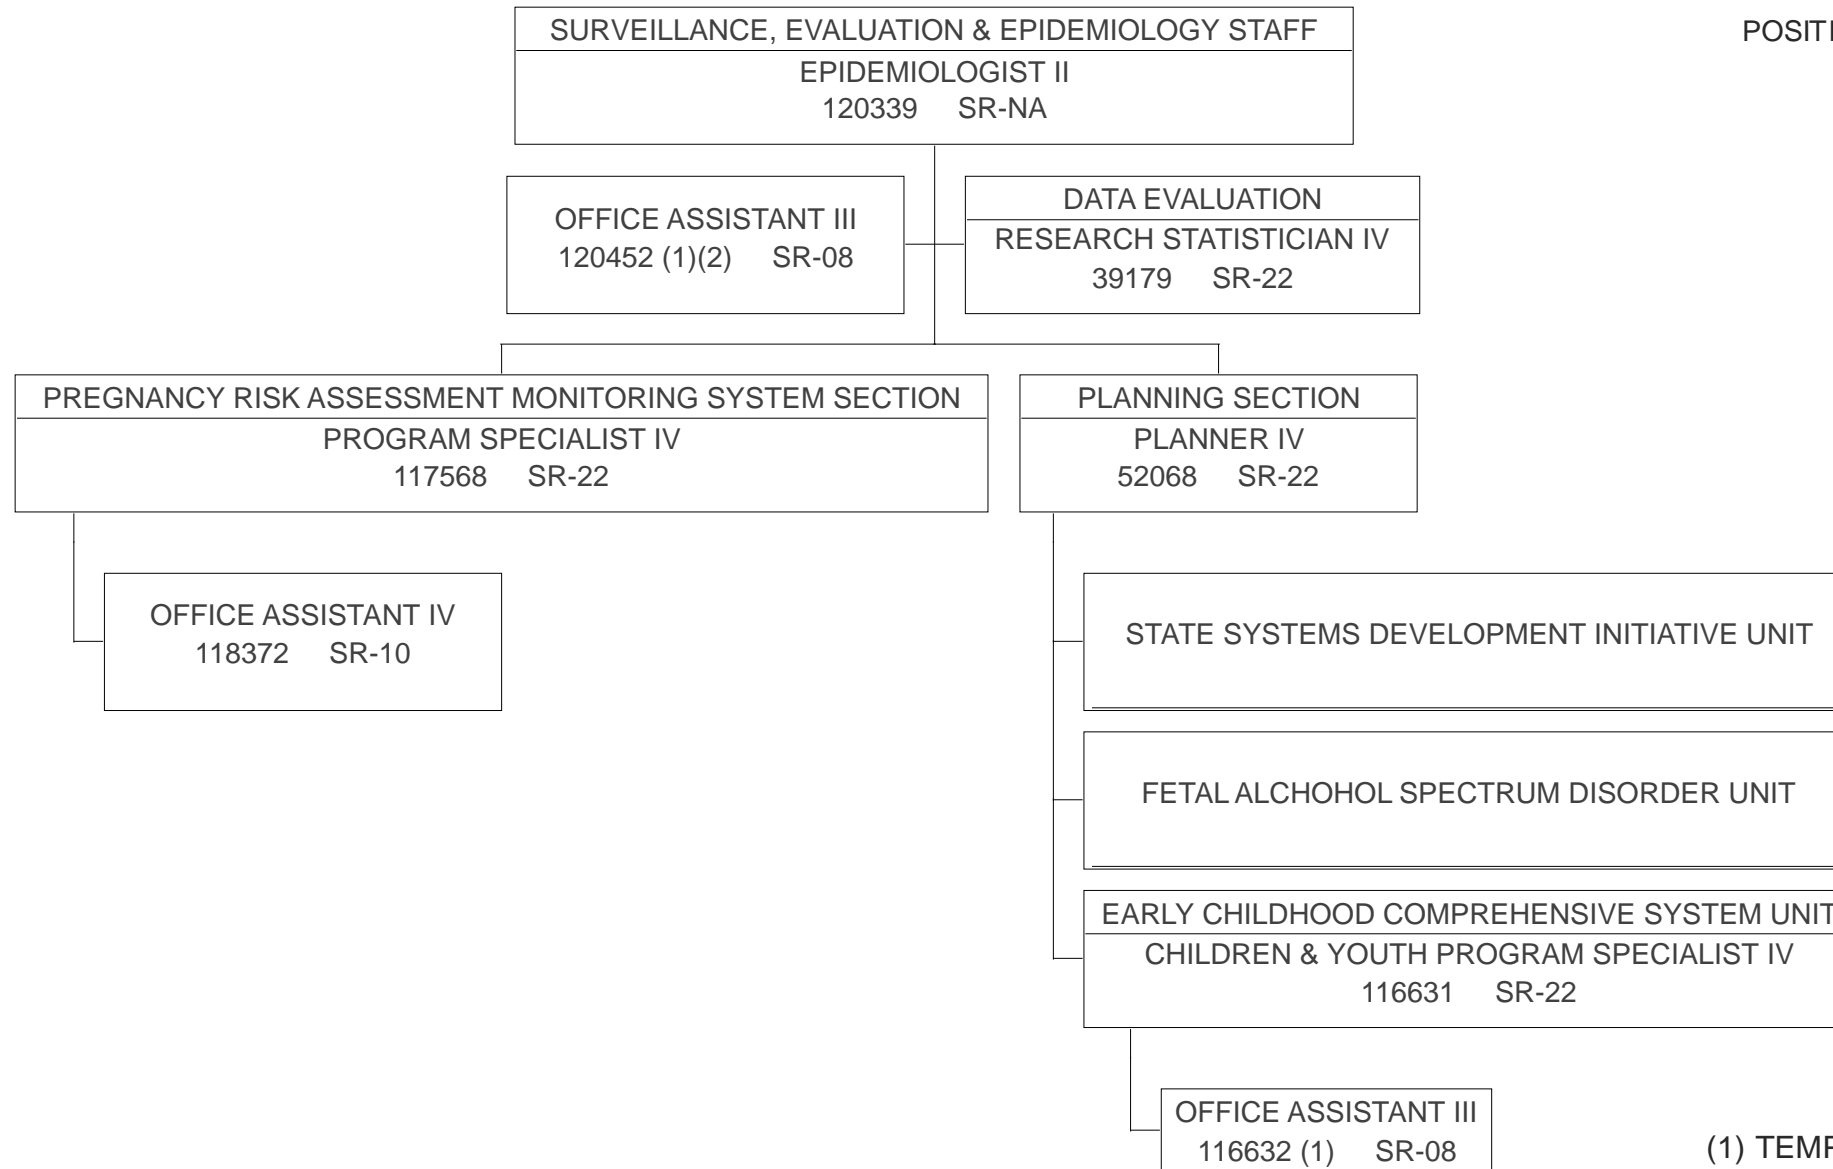 SURVEILLANCE, EVALUATION & EPIDEMIOLOGY STAFF
EPIDEMIOLOGIST II
120339 SR-NA
POSITI
OFFICE ASSISTANT III
120452 (1)(2) SR-08
DATA EVALUATION
RESEARCH STATISTICIAN IV
39179 SR-22
PREGNANCY RISK ASSESSMENT MONITORING SYSTEM SECTION
PROGRAM SPECIALIST IV
117568 SR-22
PLANNING SECTION
PLANNER IV
52068 SR-22
OFFICE ASSISTANT IV
118372 SR-10
STATE SYSTEMS DEVELOPMENT INITIATIVE UNIT
FETAL ALCHOHOL SPECTRUM DISORDER UNIT
EARLY CHILDHOOD COMPREHENSIVE SYSTEM UNIT
CHILDREN & YOUTH PROGRAM SPECIALIST IV
116631 SR-22
OFFICE ASSISTANT III
116632 (1) SR-08
(1) TEMP